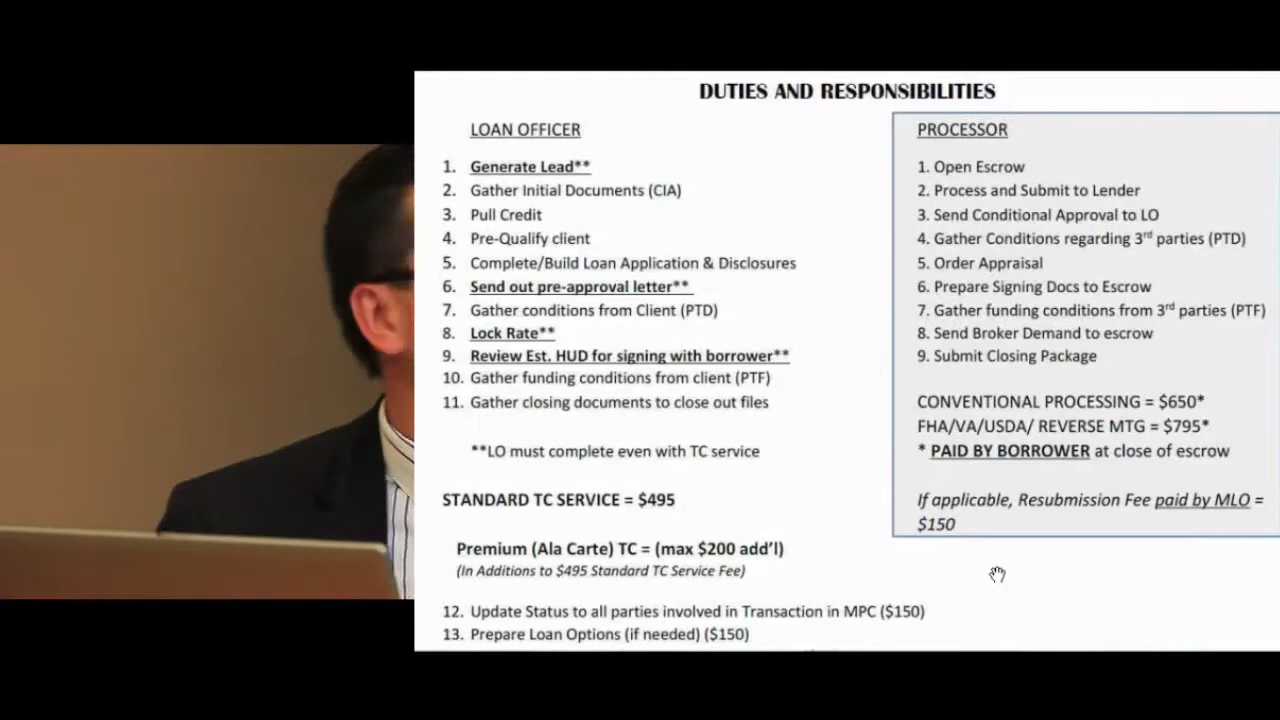 DUTIES AND RESPONSIBILITIES
LOAN OFFICER
1. Generate Lead**
2. Gather Initial Documents (CIA)
3. Pull Credit
4. Pre-Qualify client
5. Complete/Build Loan Application & Disclosures
6. Send out pre-approval letter**
7. Gather conditions from Client (PTD)
8. Lock Rate**
9. Review Est. HUD for signing with borrower**
10. Gather funding conditions from client (PTF)
11. Gather closing documents to close out files
**LO must complete even with TC service
STANDARD TC SERVICE = $495
Premium (Ala Carte) TC = (max $200 add’l)
(In Additions to $495 Standard TC Service Fee)
12. Update Status to all parties involved in Transaction in MPC ($150)
13. Prepare Loan Options (if needed) ($150)
PROCESSOR
1. Open Escrow
2. Process and Submit to Lender
3. Send Conditional Approval to LO
4. Gather Conditions regarding 3rd parties (PTD)
5. Order Appraisal
6. Prepare Signing Docs to Escrow
7. Gather funding conditions from 3rd parties (PTF)
8. Send Broker Demand to escrow
9. Submit Closing Package
CONVENTIONAL PROCESSING = $650*
FHA/VA/USDA/ REVERSE MTG = $795*
* PAID BY BORROWER at close of escrow
If applicable, Resubmission Fee paid by MLO =
$150